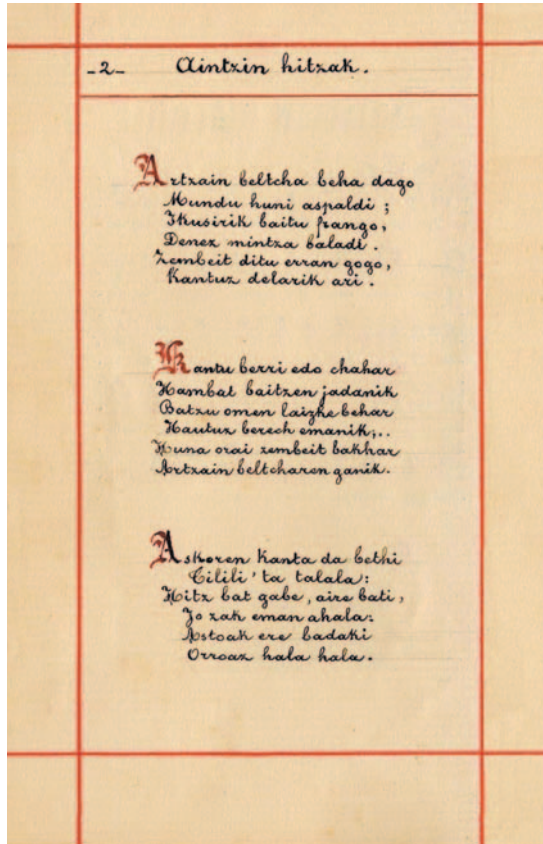 -2- Aintzin hitzak.
Artzain beltcha beha dago
Mundu huni aspaldi ;
Ikusirik baitu frango,
Denez mintza baladi.
Zembeit ditu erran gogo,
Kantuz delarik ari.
Kantu berri edo chahar
Hambat baitzen jadanik
Batzu omen laizke behar
Hautuz berech emanik;..
Huna orai zembeit bakhar
Artzain beltcharen ganik.
Askoren kanta da bethi
Tilili 'ta talala:
Hitz bat gabe, aire bati,
Jo zak eman ahala:
Astoak ere badaki
Orroaz hala hala.